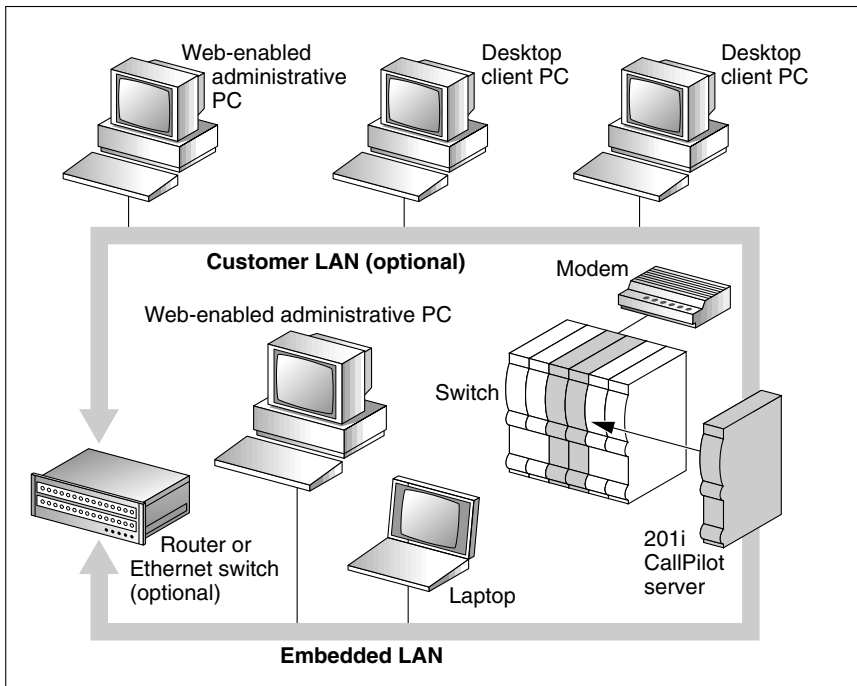 Web-enabled
administrative
PC
Desktop
client PC
Desktop
client PC
Customer LAN (optional)
Modem
Web-enabled administrative PC
Switch
Router or
Ethernet switch
(optional)
Laptop
201i
CallPilot
server
Embedded LAN